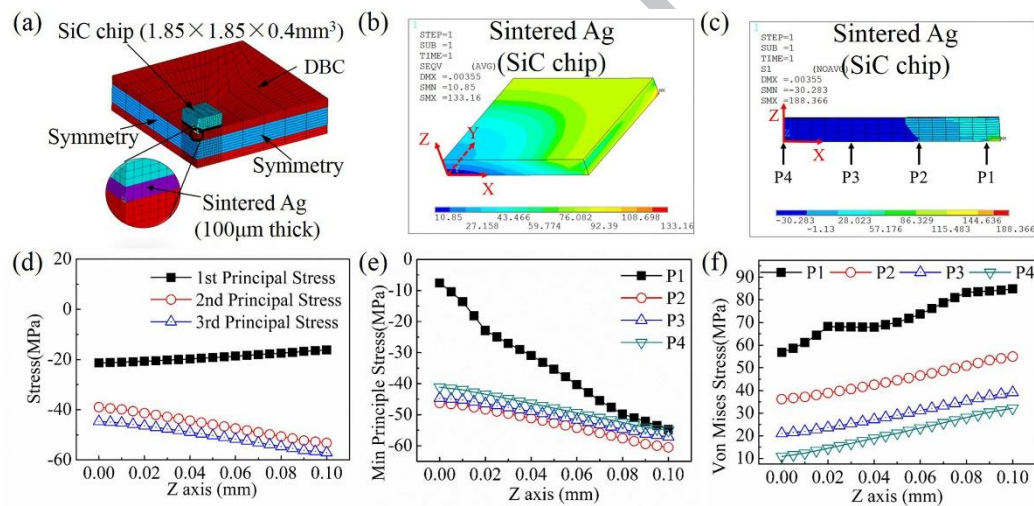 (a)
SiC chip (1.85×1.85×0.4mm³)
DBC
Symmetry
Symmetry
Sintered Ag
(100μm thick)
(b)
1
STEP=1
SUB =1
TIME=1
SEQV (AVG)
DMX =.00355
SMN =10.85
SMX =133.16
Sintered Ag
(SiC chip)
Z
Y
X
10.85 43.466 76.082 108.698 133.16
27.158 59.774 92.39
(c)
1
STEP=1
SUB =1
TIME=1
S1 (NOAVG)
DMX =.00355
SMN =-30.283
SMX =188.366
Sintered Ag
(SiC chip)
Z
X
P4 P3 P2 P1
-30.283 28.023 86.329 144.636
-1.13 57.176 115.483 188.366
(d)
20
0
-20
-40
-60
Stress(MPa)
1st Principal Stress
2nd Principal Stress
3rd Principal Stress
0.00 0.02 0.04 0.06 0.08 0.10
Z axis (mm)
(e)
0
-10
-20
-30
-40
-50
-60
Min Principle Stress(MPa)
P1
P2
P3
P4
0.00 0.02 0.04 0.06 0.08 0.10
Z axis (mm)
(f)
90
80
70
60
50
40
30
20
10
Von Mises Stress(MPa)
P1 P2 P3 P4
0.00 0.02 0.04 0.06 0.08 0.10
Z axis (mm)